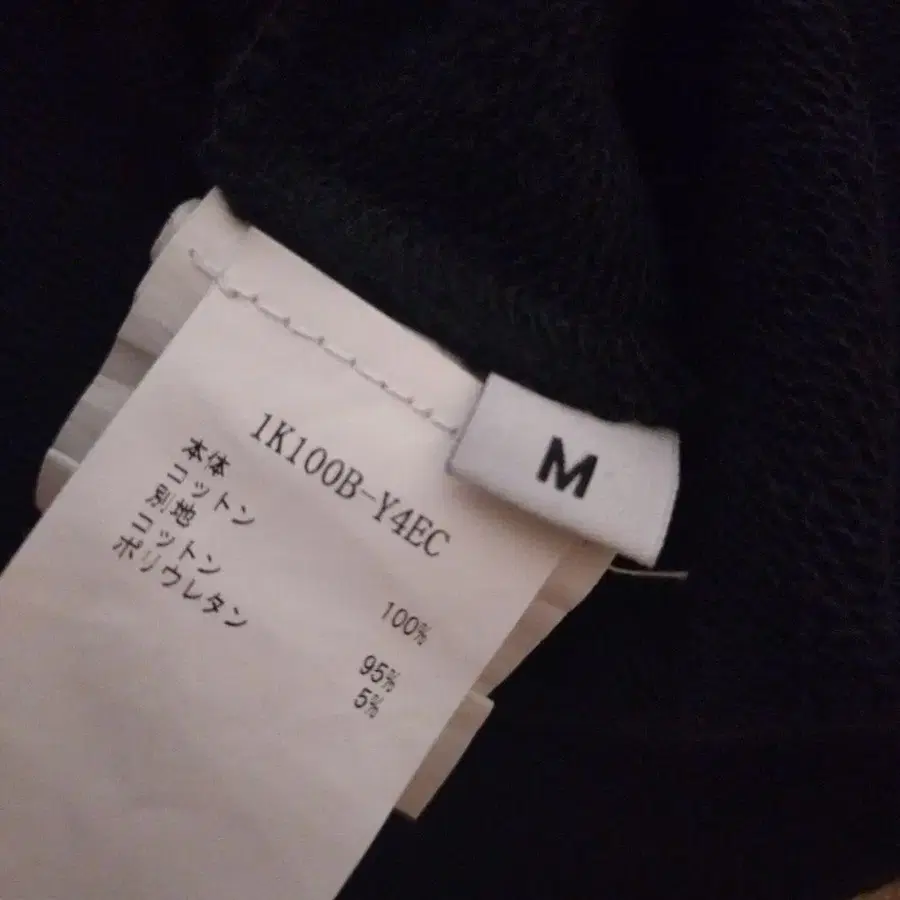 M
1K100B-Y4EC
本体
コットン 100%
別地
コットン 95%
ポリウレタン 5%